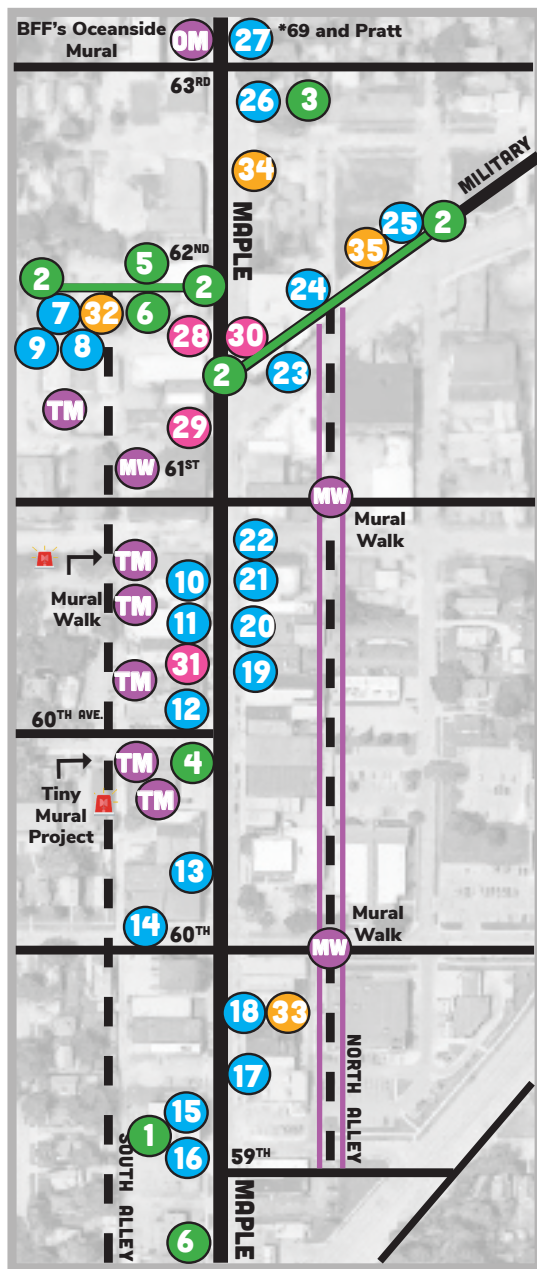 BFF's Oceanside
Mural
OM
27
*69 and Pratt
63RD
26
3
34
MAPLE
MILITARY
25
2
35
62ND
5
2
2
24
7
32
6
28
30
9
8
2
23
TM
29
MW
61ST
MW
Mural
Walk
22
TM
10
21
Mural
Walk
TM
11
20
31
19
TM
12
60TH AVE.
TM
4
Tiny
Mural
Project
M
TM
13
14
60TH
Mural
Walk
MW
18
33
17
NORTH ALLEY
15
1
16
59TH
SOUTH ALLEY
MAPLE
6